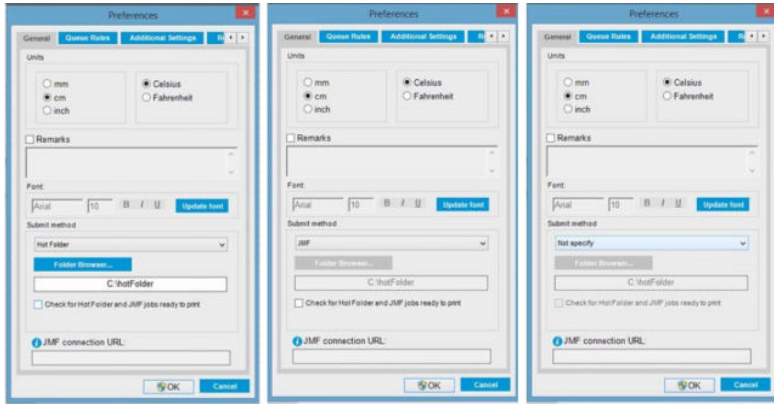 Preferences
General Queue Rules Additional Settings
Units
mm
cm
inch
Celsius
Fahrenheit
Remarks
Font:
Arial 10 B I U Update font
Submit method
Hot Folder
Folder Browser...
C:\hotFolder
Check for Hot Folder and JMF jobs ready to print
JMF connection URL:
OK Cancel
Preferences
General Queue Rules Additional Settings
Units
mm
cm
inch
Celsius
Fahrenheit
Remarks
Font:
Arial 10 B I U Update font
Submit method
JMF
Folder Browser...
C:\hotFolder
Check for Hot Folder and JMF jobs ready to print
JMF connection URL:
OK Cancel
Preferences
General Queue Rules Additional Settings
Units
mm
cm
inch
Celsius
Fahrenheit
Remarks
Font:
Arial 10 B I U Update font
Submit method
Not specify
Folder Browser...
C:\hotFolder
Check for Hot Folder and JMF jobs ready to print
JMF connection URL:
OK Cancel